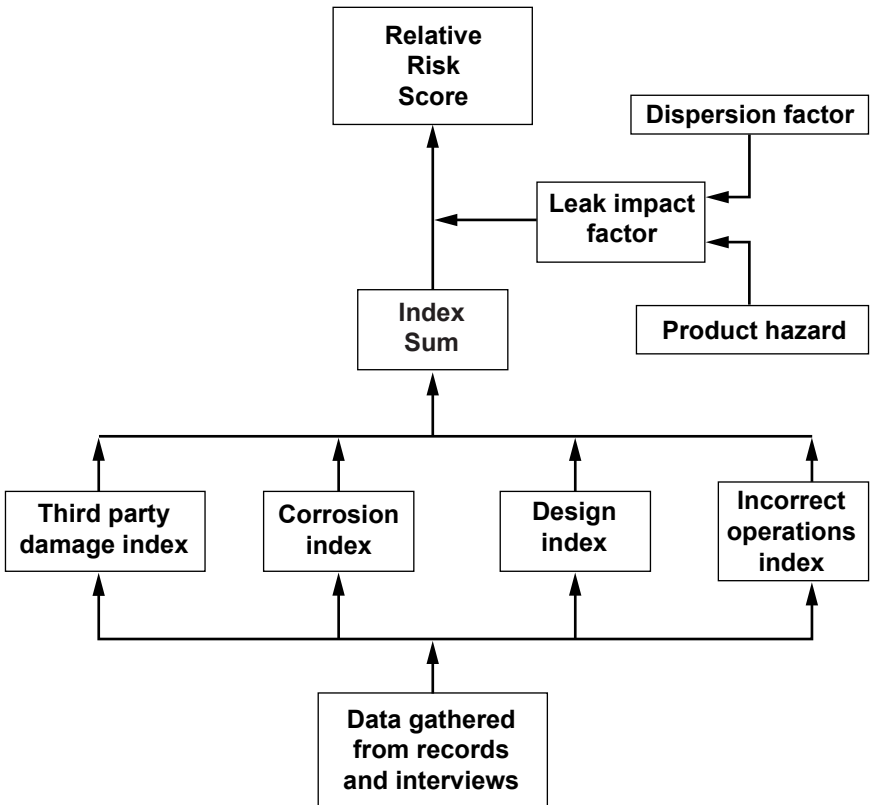 Relative
Risk
Score
Dispersion factor
Leak impact
factor
Product hazard
Index
Sum
Third party
damage index
Corrosion
index
Design
index
Incorrect
operations
index
Data gathered
from records
and interviews